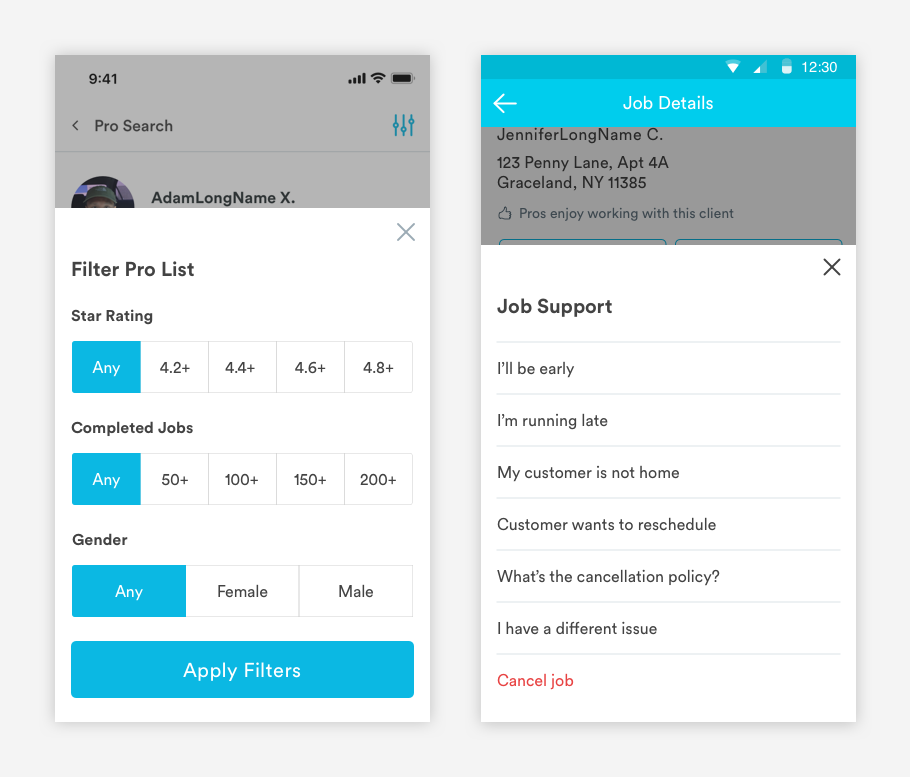 9:41
Pro Search
AdamLongName X.
Filter Pro List
Star Rating
Any 4.2+ 4.4+ 4.6+ 4.8+
Completed Jobs
Any 50+ 100+ 150+ 200+
Gender
Any Female Male
Apply Filters
12:30
Job Details
JenniferLongName C.
123 Penny Lane, Apt 4A
Graceland, NY 11385
Pros enjoy working with this client
Job Support
I’ll be early
I’m running late
My customer is not home
Customer wants to reschedule
What’s the cancellation policy?
I have a different issue
Cancel job